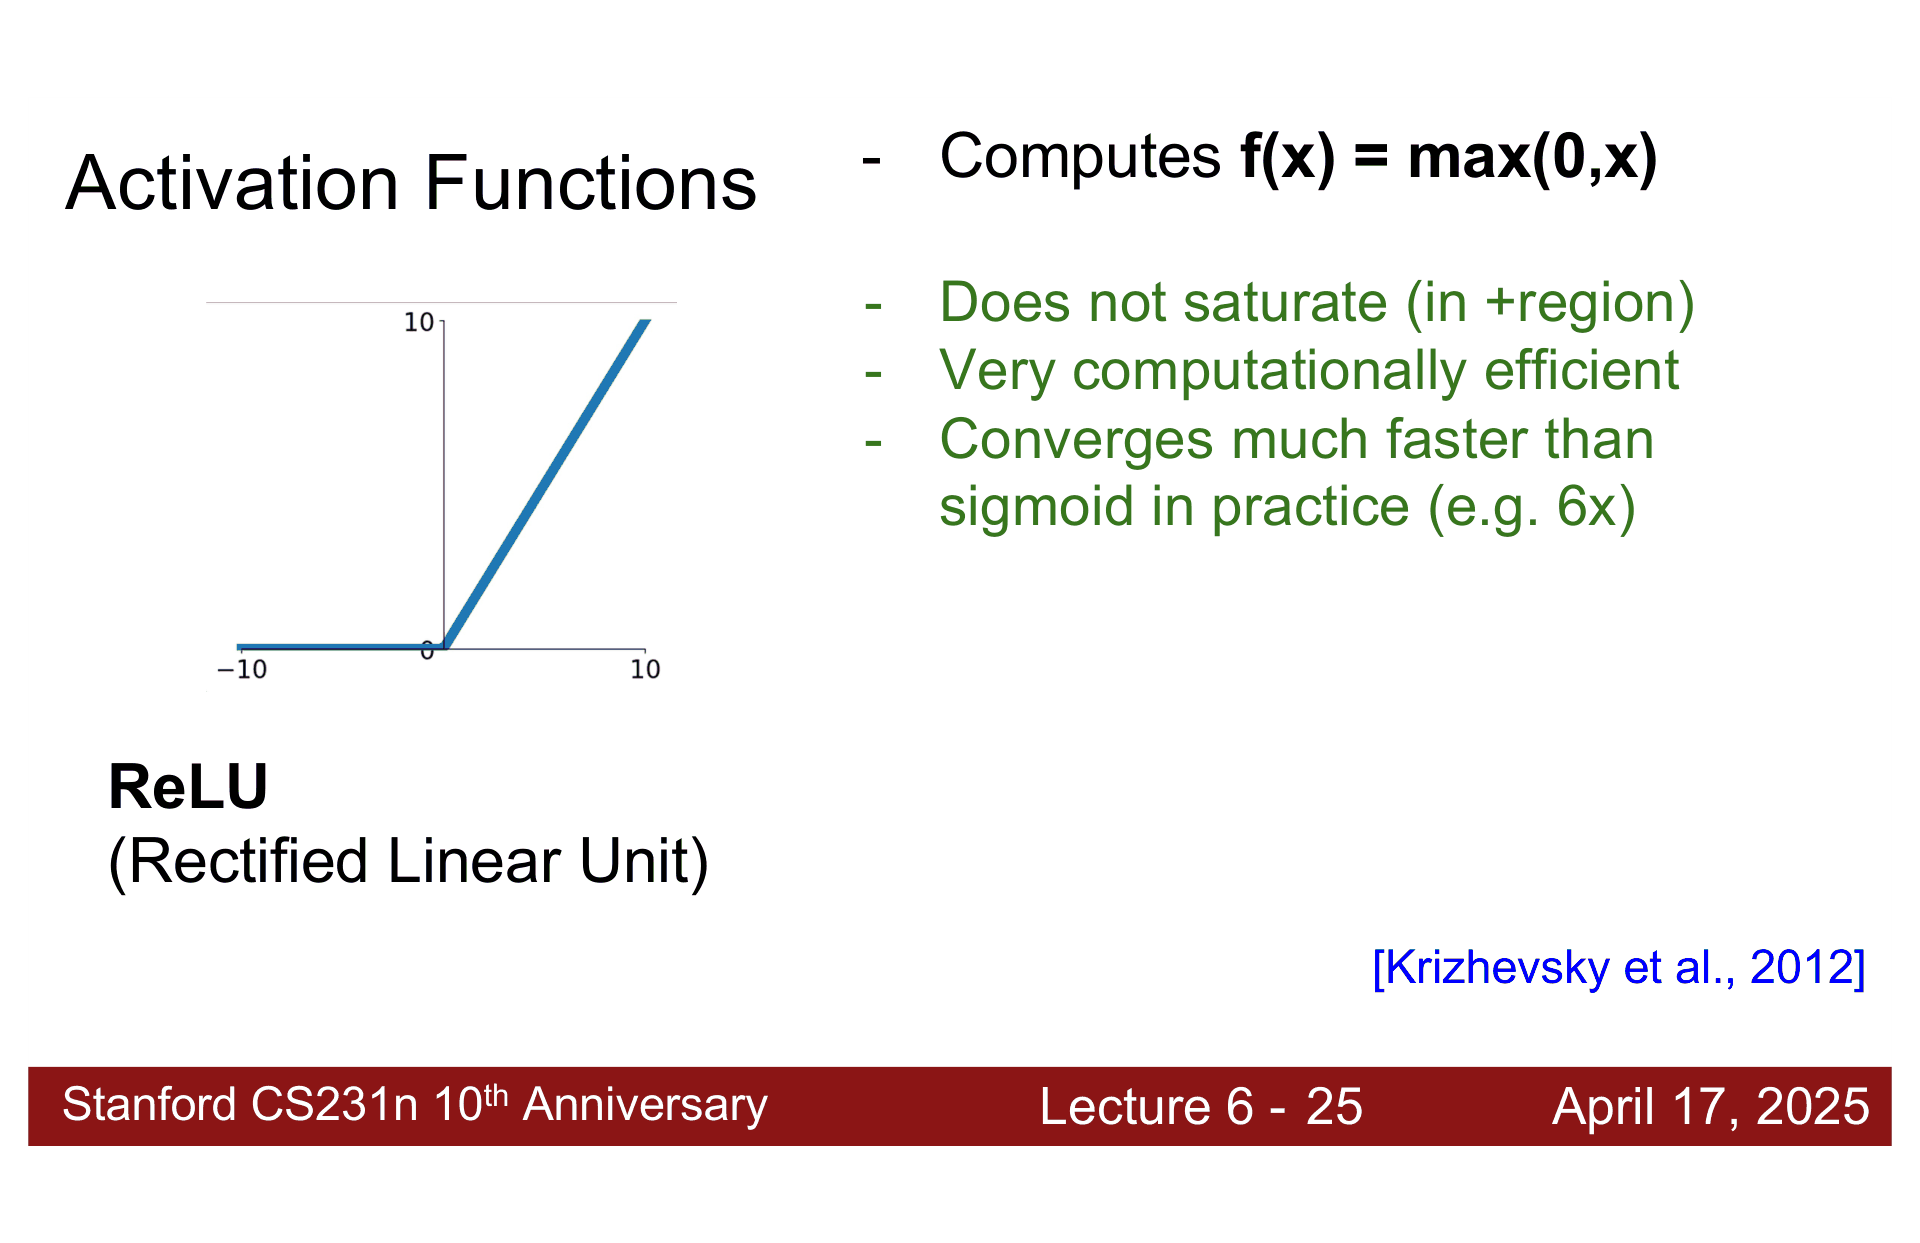 Activation Functions
10
0
−10
10
ReLU
(Rectified Linear Unit)
- Computes f(x) = max(0,x)
- Does not saturate (in +region)
- Very computationally efficient
- Converges much faster than
sigmoid in practice (e.g. 6x)
[Krizhevsky et al., 2012]
Stanford CS231n 10th Anniversary
Lecture 6 - 25
April 17, 2025